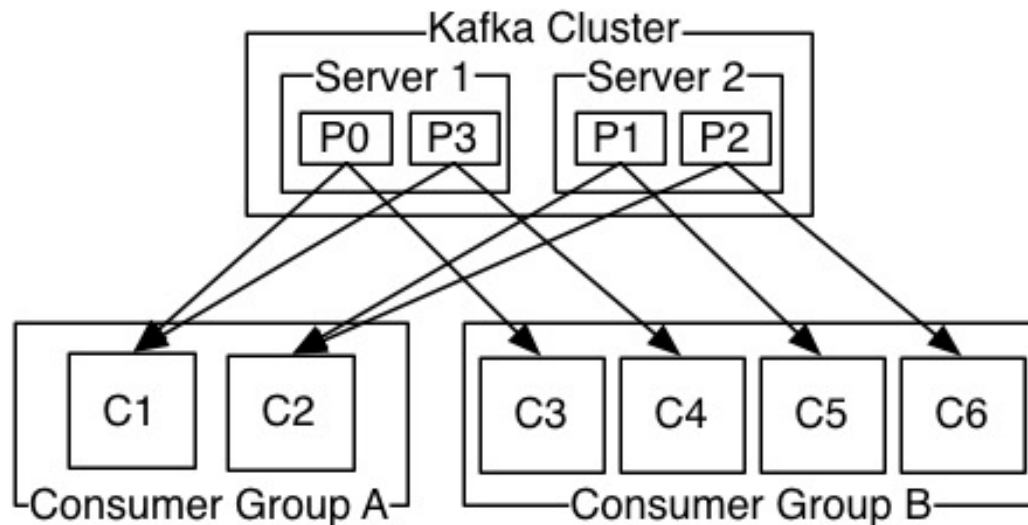 Kafka Cluster
Server 1
Server 2
P0
P3
P1
P2
C1
C2
C3
C4
C5
C6
Consumer Group A
Consumer Group B